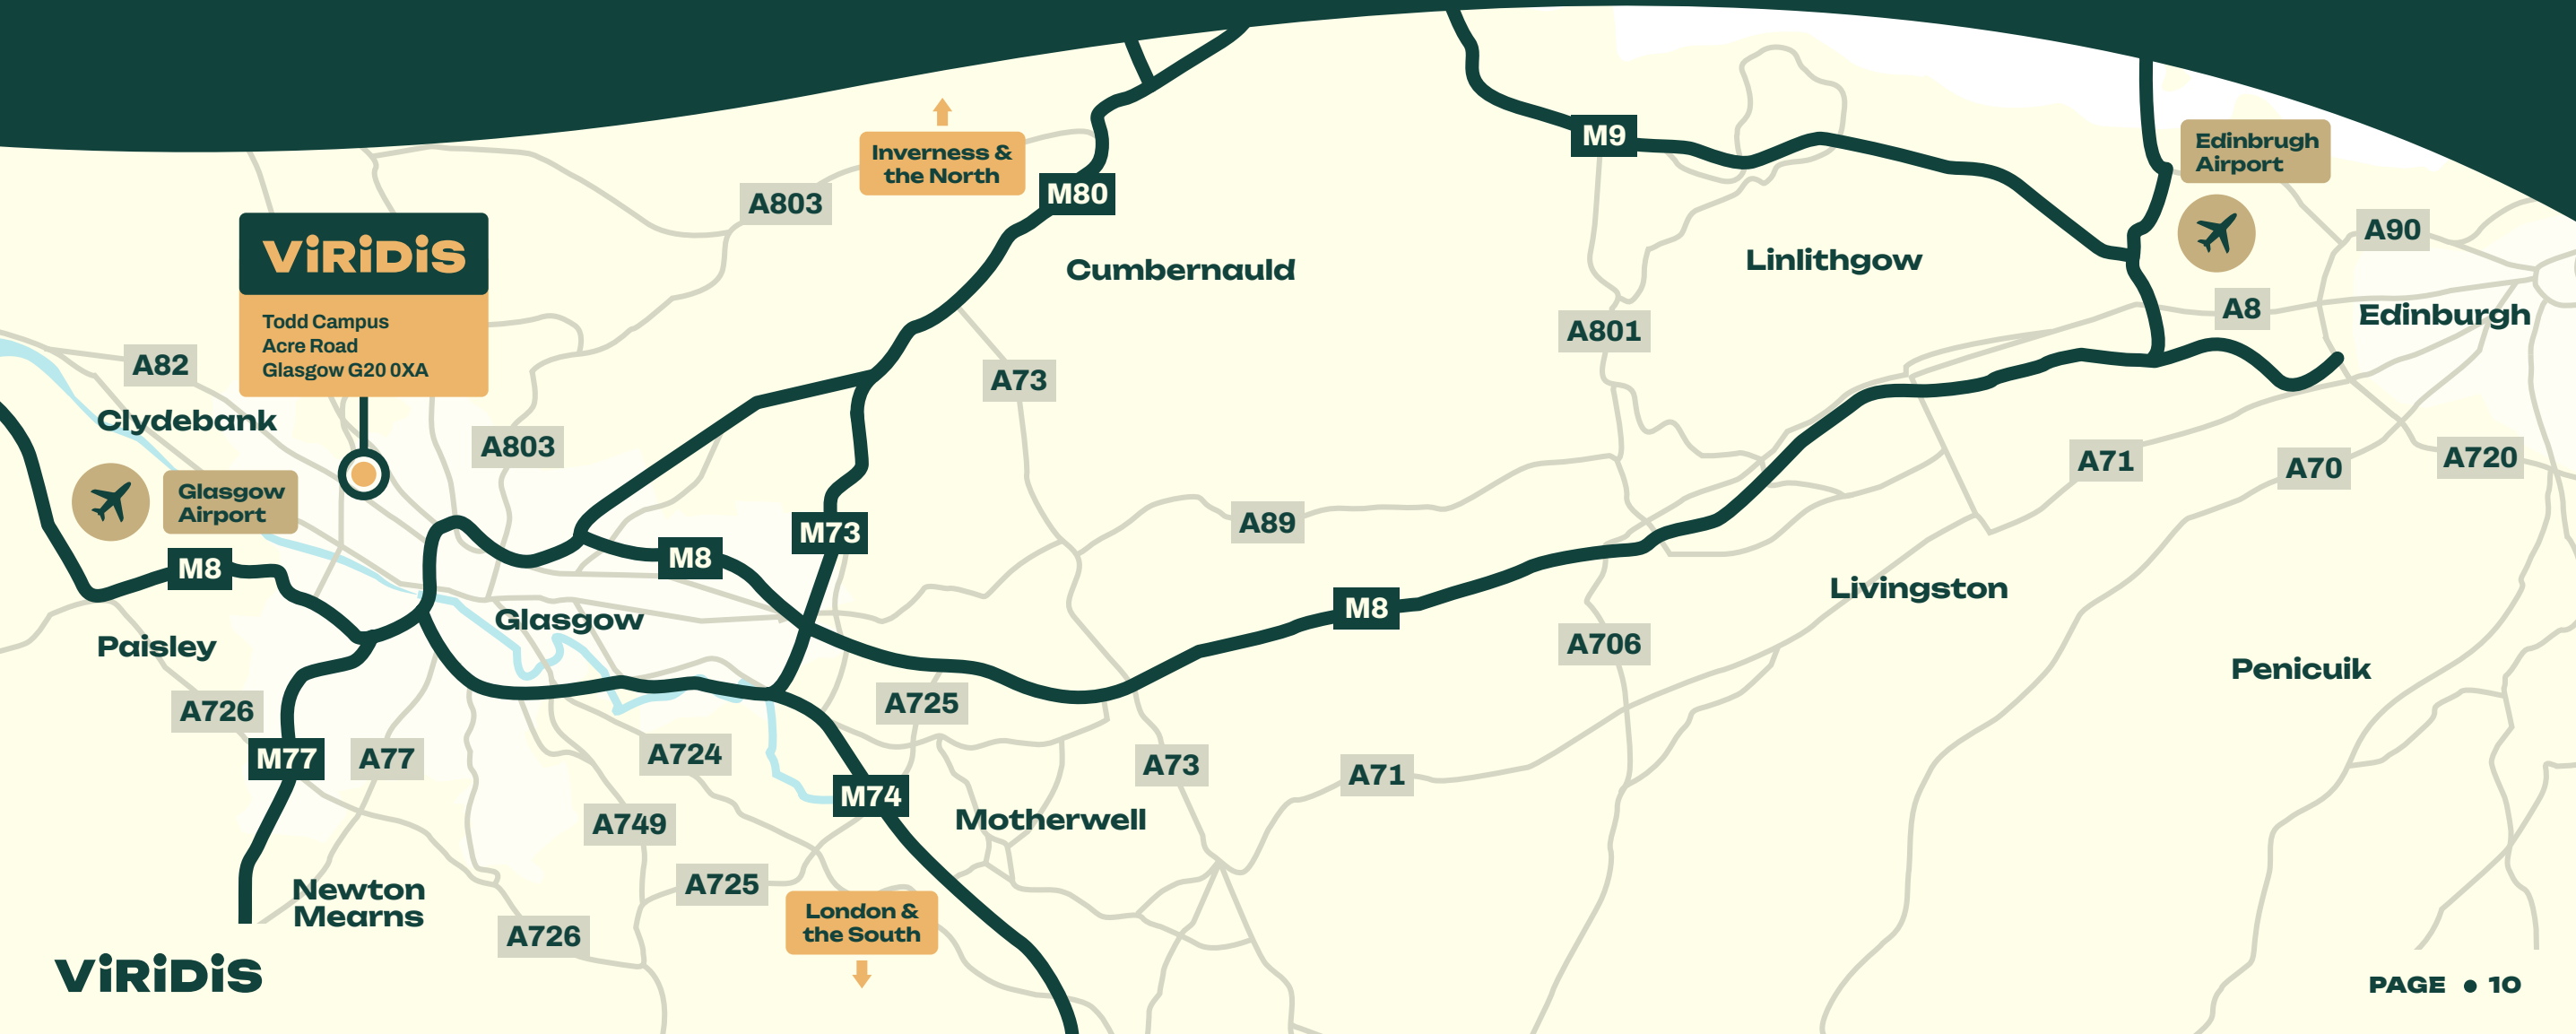 Inverness &
the North
M80
A803
M9
Edinbrugh
Airport
A90
ViRiDiS
Todd Campus
Acre Road
Glasgow G20 0XA
Cumbernauld
Linlithgow
A8
Edinburgh
A801
A82
A73
Clydebank
A803
A71
A70
A720
Glasgow
Airport
A89
M73
M8
M8
M8
Livingston
Glasgow
Paisley
A706
Penicuik
A726
A725
M77
A77
A724
A73
A71
M74
A749
Motherwell
A725
Newton
Mearns
London &
the South
A726
ViRiDiS
PAGE • 10